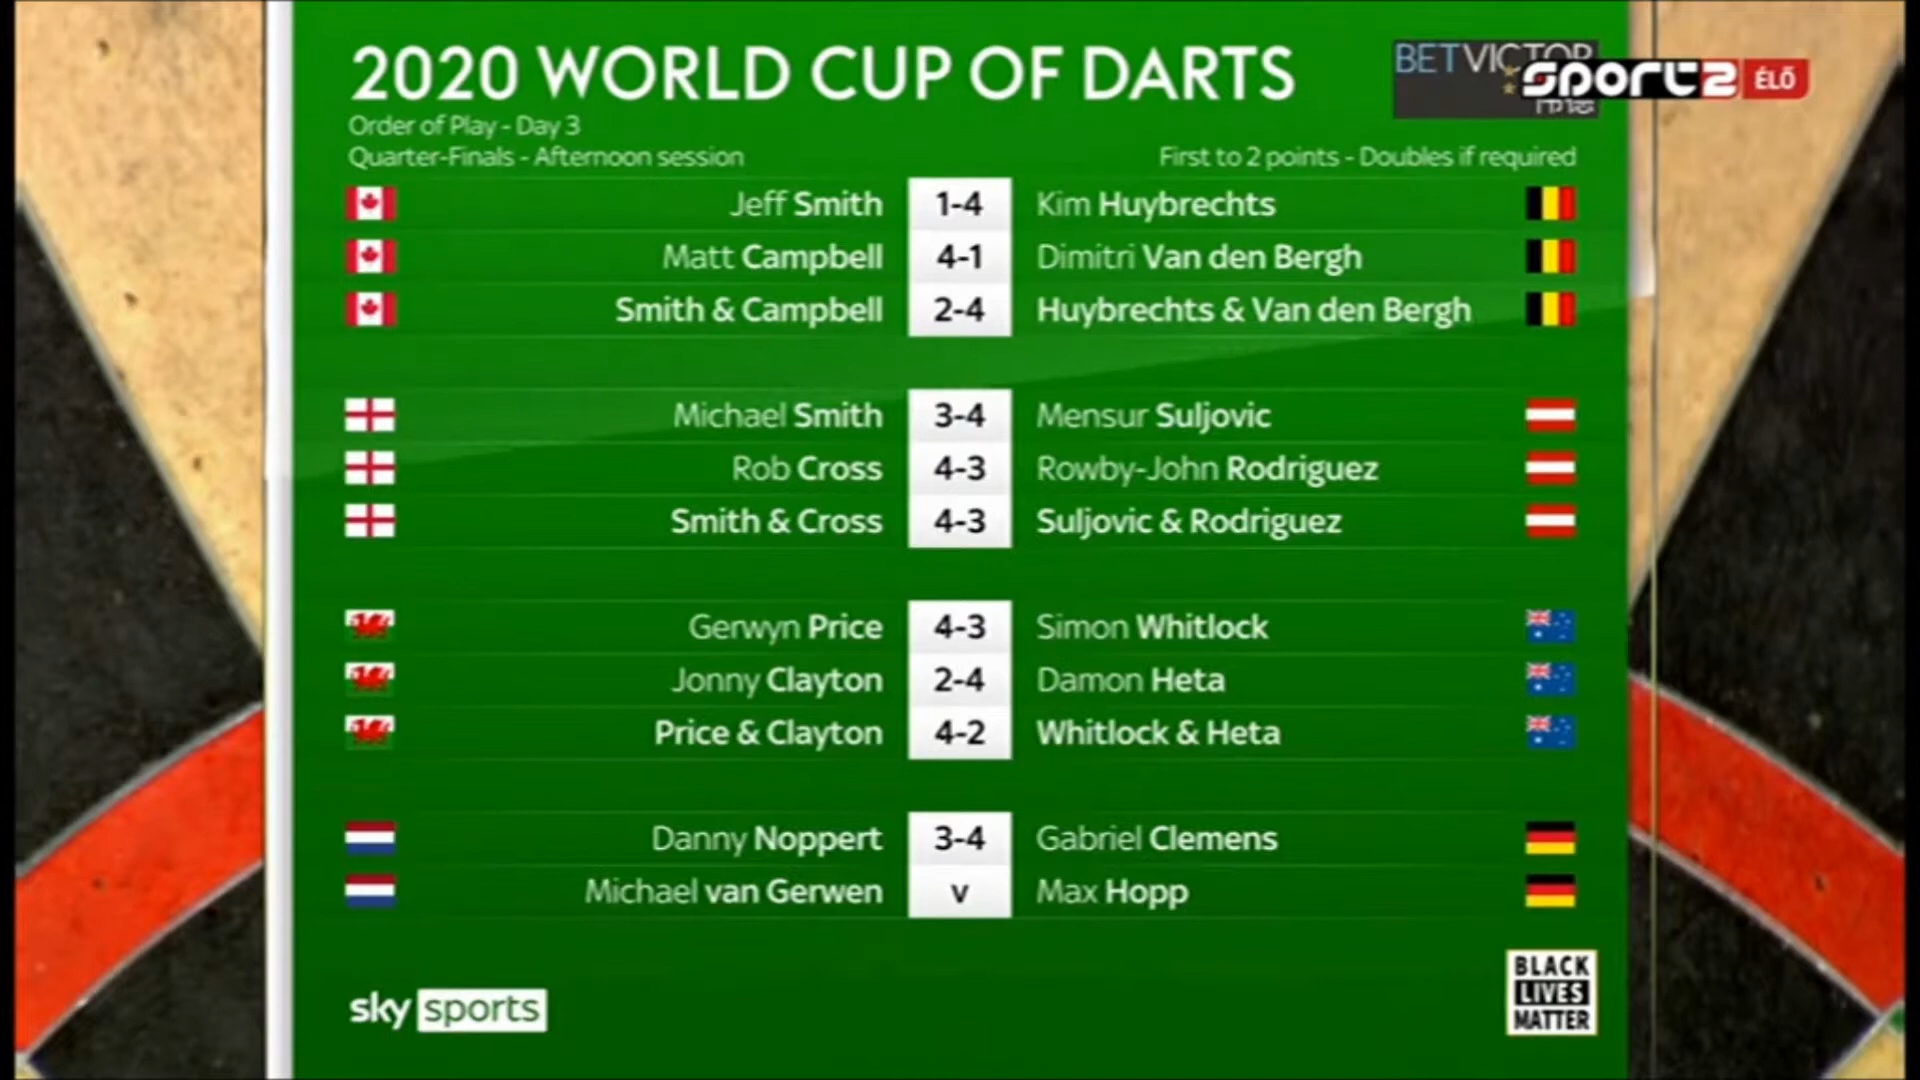 2020 WORLD CUP OF DARTS
BETVICTOR
SPORT2 ÉLŐ
Order of Play - Day 3
Quarter-Finals - Afternoon session First to 2 points - Doubles if required
Jeff Smith 1-4 Kim Huybrechts
Matt Campbell 4-1 Dimitri Van den Bergh
Smith & Campbell 2-4 Huybrechts & Van den Bergh
Michael Smith 3-4 Mensur Suljovic
Rob Cross 4-3 Rowby-John Rodriguez
Smith & Cross 4-3 Suljovic & Rodriguez
Gerwyn Price 4-3 Simon Whitlock
Jonny Clayton 2-4 Damon Heta
Price & Clayton 4-2 Whitlock & Heta
Danny Noppert 3-4 Gabriel Clemens
Michael van Gerwen v Max Hopp
sky sports
BLACK
LIVES
MATTER